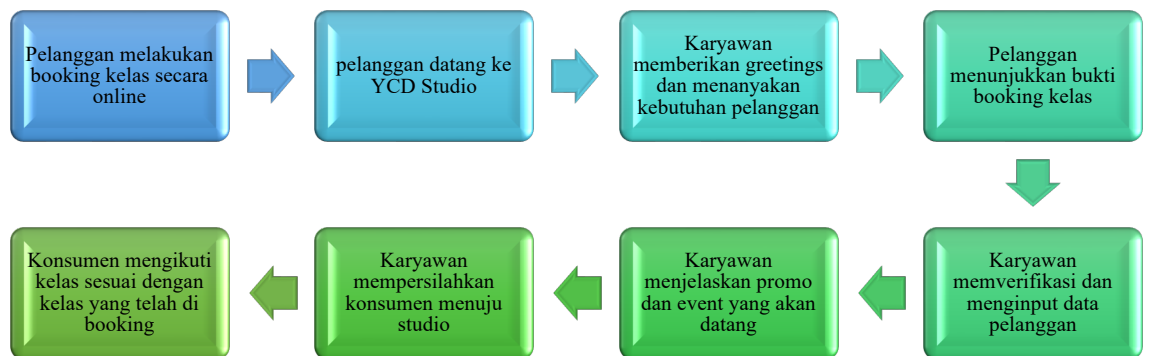 Pelanggan melakukan
booking kelas secara
online
pelanggan datang ke
YCD Studio
Karyawan
memberikan greetings
dan menanyakan
kebutuhan pelanggan
Pelanggan
menunjukkan bukti
booking kelas
Karyawan
memverifikasi dan
menginput data
pelanggan
Karyawan
menjelaskan promo
dan event yang akan
datang
Karyawan
mempersilahkan
konsumen menuju
studio
Konsumen mengikuti
kelas sesuai dengan
kelas yang telah di
booking